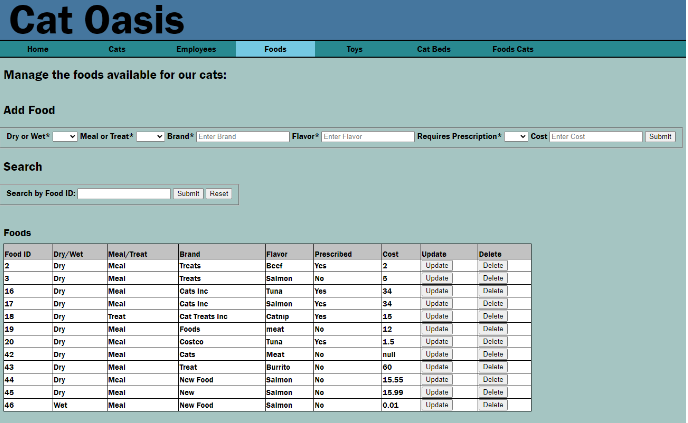 Cat Oasis
Home Cats Employees Foods Toys Cat Beds Foods Cats
Manage the foods available for our cats:
Add Food
Dry or Wet* Meal or Treat* Brand* Enter Brand Flavor* Enter Flavor Requires Prescription* Cost Enter Cost Submit
Search
Search by Food ID: Submit Reset
Foods
Food ID Dry/Wet Meal/Treat Brand Flavor Prescribed Cost Update Delete
2 Dry Meal Treats Beef Yes 2 Update Delete
3 Dry Meal Treats Salmon No 5 Update Delete
16 Dry Meal Cats Inc Tuna Yes 34 Update Delete
17 Dry Meal Cats Inc Salmon Yes 34 Update Delete
18 Dry Treat Cat Treats Inc Catnip Yes 15 Update Delete
19 Dry Meal Foods meat No 12 Update Delete
20 Dry Meal Costco Tuna Yes 1.5 Update Delete
42 Dry Meal Cats Meat No null Update Delete
43 Dry Meal Treat Burrito No 60 Update Delete
44 Dry Meal New Food Salmon No 15.55 Update Delete
45 Dry Meal New Salmon No 15.99 Update Delete
46 Wet Meal New Food Salmon No 0.01 Update Delete